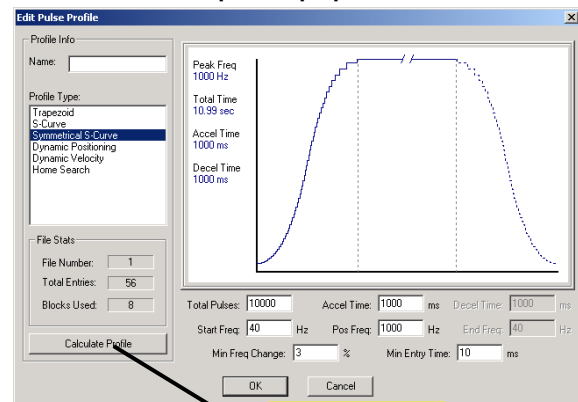 Edit Pulse Profile
Profile Info
Name:
Profile Type:
Trapezoid
S-Curve
Symmetrical S-Curve
Dynamic Positioning
Dynamic Velocity
Home Search
File Stats
File Number: 1
Total Entries: 56
Blocks Used: 8
Calculate Profile
Peak Freq
1000 Hz
Total Time
10.99 sec
Accel Time
1000 ms
Decel Time
1000 ms
Total Pulses: 10000 Accel Time: 1000 ms Decel Time: 1000 ms
Start Freq: 40 Hz Pos Freq: 1000 Hz End Freq: 40 Hz
Min Freq Change: 3 % Min Entry Time: 10 ms
OK Cancel